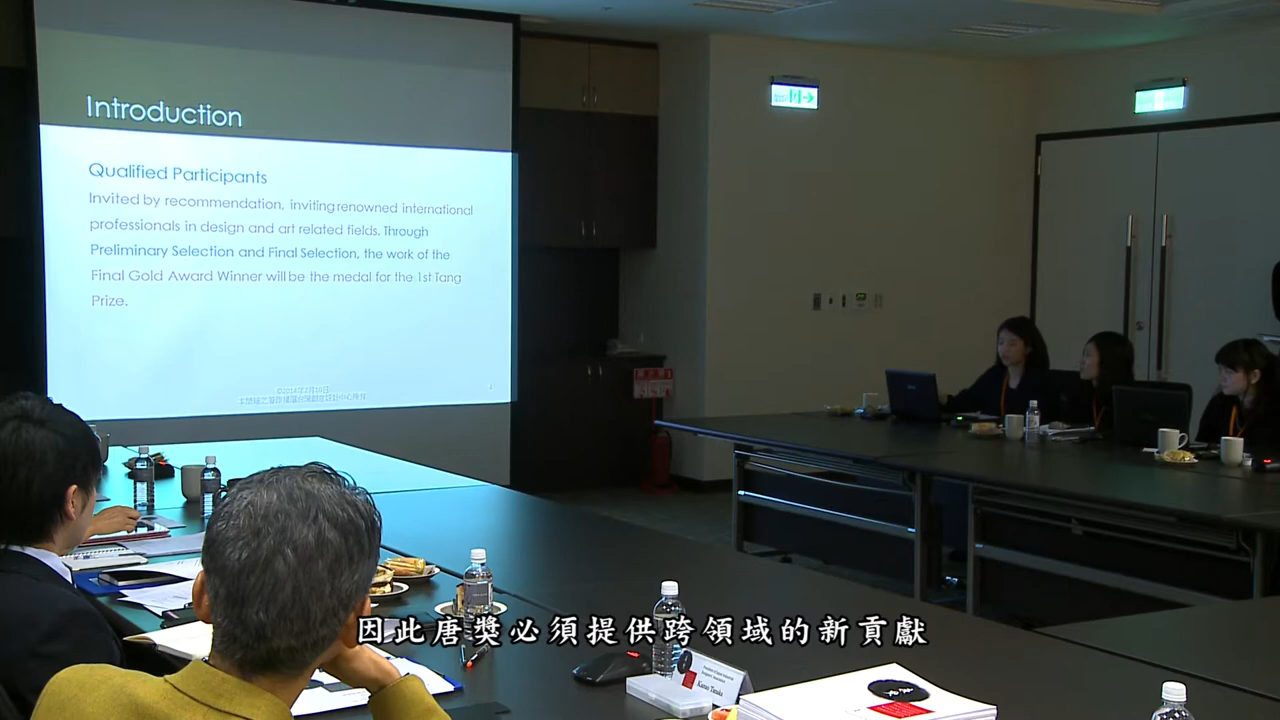 Introduction
Qualified Participants
Invited by recommendation, inviting renowned international
professionals in design and art related fields. Through
Preliminary Selection and Final Selection, the work of the
Final Gold Award Winner will be the medal for the 1st Tang
Prize.
因此唐獎必須提供跨領域的新貢獻
Kazuo Tanaka